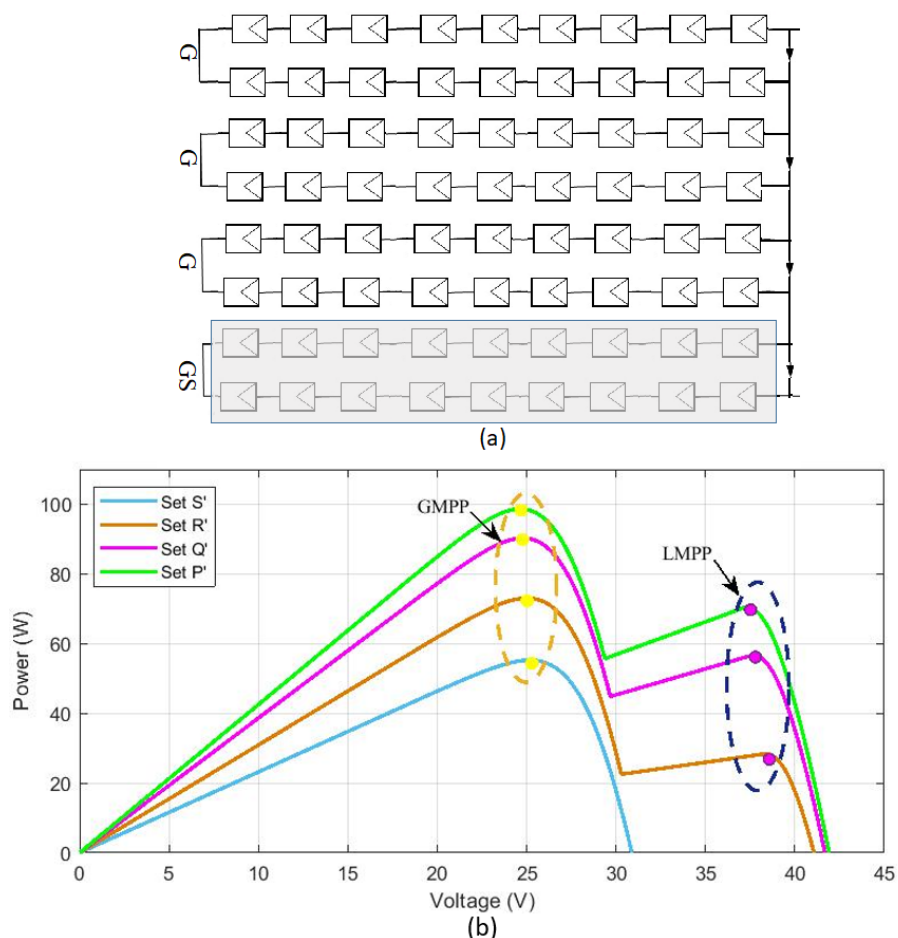 G
G
G
GS
(a)
Set S'
Set R'
Set Q'
Set P'
GMPP
LMPP
Power (W)
100
80
60
40
20
0
0 5 10 15 20 25 30 35 40 45
Voltage (V)
(b)